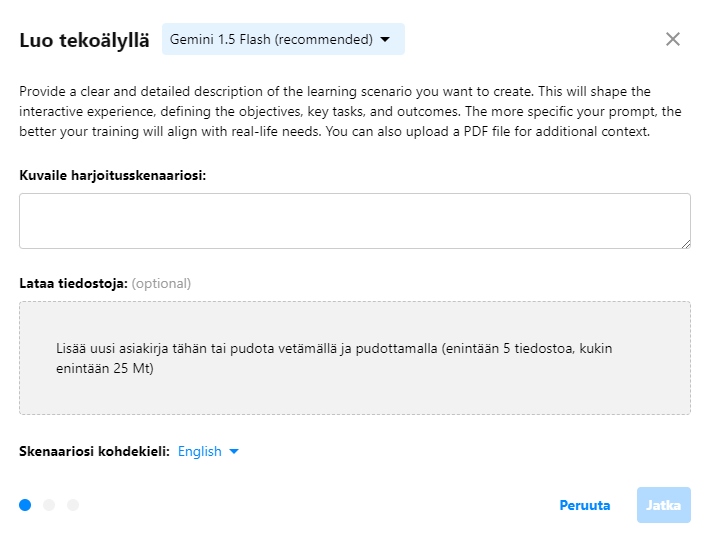 Luo tekoälyllä
Gemini 1.5 Flash (recommended)
Provide a clear and detailed description of the learning scenario you want to create. This will shape the
interactive experience, defining the objectives, key tasks, and outcomes. The more specific your prompt, the
better your training will align with real-life needs. You can also upload a PDF file for additional context.
Kuvaile harjoitusskenaariosi:
Lataa tiedostoja: (optional)
Lisää uusi asiakirja tähän tai pudota vetämällä ja pudottamalla (enintään 5 tiedostoa, kukin
enintään 25 Mt)
Skenaariosi kohdekieli: English
Peruuta
Jatka